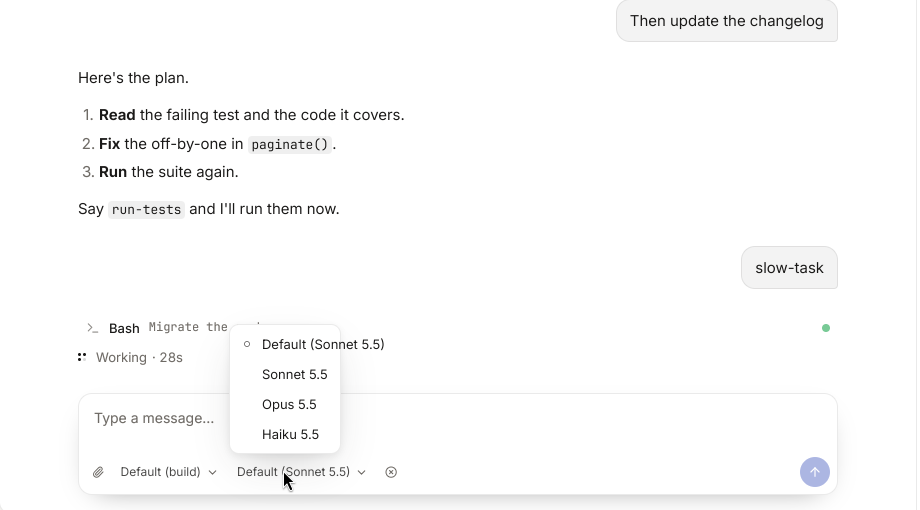 Then update the changelog
Here's the plan.
1. Read the failing test and the code it covers.
2. Fix the off-by-one in paginate().
3. Run the suite again.
Say run-tests and I'll run them now.
slow-task
Bash Migrate the
Working · 28s
Default (Sonnet 5.5)
Sonnet 5.5
Opus 5.5
Haiku 5.5
Type a message...
Default (build) Default (Sonnet 5.5)